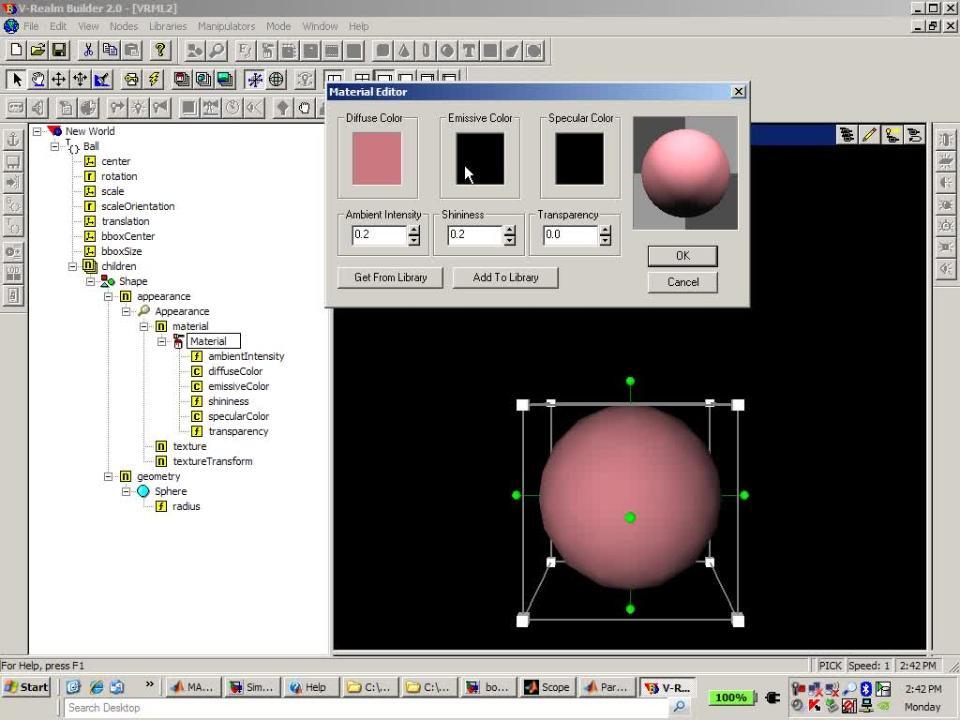 V-Realm Builder 2.0 - [VRML2]
File Edit View Nodes Libraries Manipulators Mode Window Help
Material Editor
Diffuse Color Emissive Color Specular Color
Ambient Intensity Shininess Transparency
0.2 0.2 0.0
OK
Get From Library Add To Library
Cancel
New World
Ball
center
rotation
scale
scaleOrientation
translation
bboxCenter
bboxSize
children
Shape
appearance
Appearance
material
Material
ambientIntensity
diffuseColor
emissiveColor
shininess
specularColor
transparency
texture
textureTransform
geometry
Sphere
radius
For Help, press F1 PICK Speed: 1 2:42 PM
Start MA... Sim... Help C:\... C:\... bo... Scope Par... V-R... 100% 2:42 PM
Search Desktop Monday